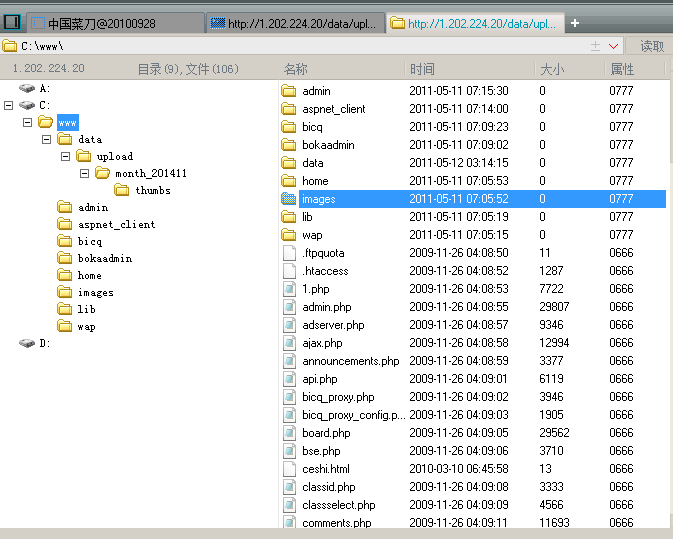 中国菜刀@20100928 http://1.202.224.20/data/upl... http://1.202.224.20/data/upl... +
C:\www\ 读取
1.202.224.20 目录(9),文件(106) 名称 时间 大小 属性
A:
C:
www
data
upload
month_201411
thumbs
admin
aspnet_client
bicq
bokaadmin
home
images
lib
wap
D:
admin 2011-05-11 07:15:30 0 0777
aspnet_client 2011-05-11 07:14:00 0 0777
bicq 2011-05-11 07:09:23 0 0777
bokaadmin 2011-05-11 07:09:02 0 0777
data 2011-05-12 03:14:15 0 0777
home 2011-05-11 07:05:53 0 0777
images 2011-05-11 07:05:52 0 0777
lib 2011-05-11 07:05:19 0 0777
wap 2011-05-11 07:05:15 0 0777
.ftpquota 2009-11-26 04:08:50 11 0666
.htaccess 2009-11-26 04:08:52 1287 0666
1.php 2009-11-26 04:08:53 7722 0666
admin.php 2009-11-26 04:08:55 29807 0666
adserver.php 2009-11-26 04:08:57 9346 0666
ajax.php 2009-11-26 04:08:58 12994 0666
announcements.php 2009-11-26 04:08:59 3377 0666
api.php 2009-11-26 04:09:01 6119 0666
bicq_proxy.php 2009-11-26 04:09:02 3946 0666
bicq_proxy_config.p... 2009-11-26 04:09:03 1905 0666
board.php 2009-11-26 04:09:05 29562 0666
bse.php 2009-11-26 04:09:06 3710 0666
ceshi.html 2010-03-10 06:45:58 13 0666
classid.php 2009-11-26 04:09:08 3333 0666
classselect.php 2009-11-26 04:09:09 4566 0666
comments.php 2009-11-26 04:09:11 11693 0666